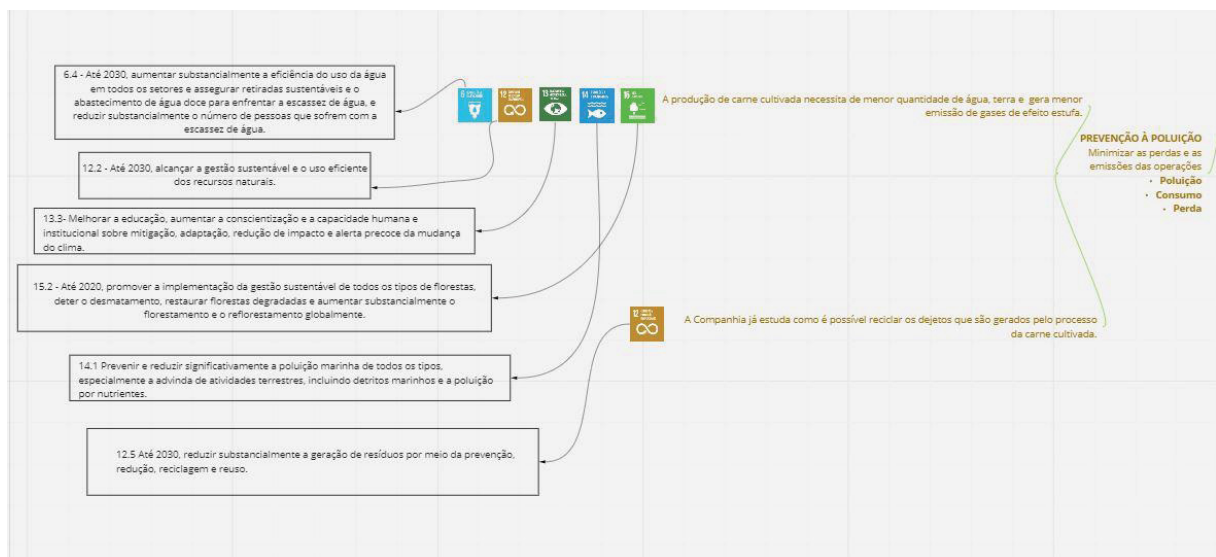 6.4 - Até 2030, aumentar substancialmente a eficiência do uso da água
em todos os setores e assegurar retiradas sustentáveis e o
abastecimento de água doce para enfrentar a escassez de água, e
reduzir substancialmente o número de pessoas que sofrem com a
escassez de água.
6
12
13
14
15
A produção de carne cultivada necessita de menor quantidade de água, terra e gera menor
emissão de gases de efeito estufa.
PREVENÇÃO À POLUIÇÃO
Minimizar as perdas e as
emissões das operações
• Poluição
• Consumo
• Perda
12.2 - Até 2030, alcançar a gestão sustentável e o uso eficiente
dos recursos naturais.
13.3- Melhorar a educação, aumentar a conscientização e a capacidade humana e
institucional sobre mitigação, adaptação, redução de impacto e alerta precoce da mudança
do clima.
15.2 - Até 2020, promover a implementação da gestão sustentável de todos os tipos de florestas,
deter o desmatamento, restaurar florestas degradadas e aumentar substancialmente o
florestamento e o reflorestamento globalmente.
12
A Companhia já estuda como é possível reciclar os dejetos que são gerados pelo processo
da carne cultivada.
14.1 Prevenir e reduzir significativamente a poluição marinha de todos os tipos,
especialmente a advinda de atividades terrestres, incluindo detritos marinhos e a poluição
por nutrientes.
12.5 Até 2030, reduzir substancialmente a geração de resíduos por meio da prevenção,
redução, reciclagem e reuso.